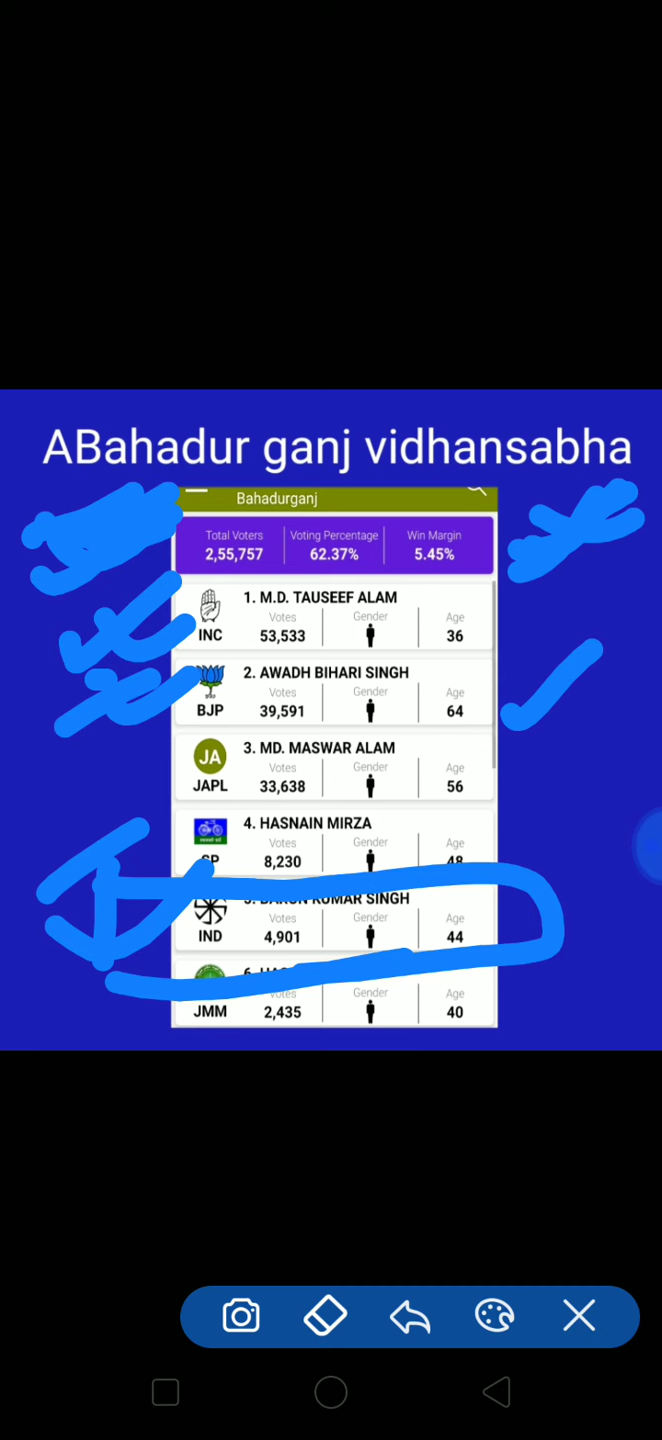 ABahadur ganj vidhansabha
Bahadurganj
Total Voters Voting Percentage Win Margin
2,55,757 62.37% 5.45%
1. M.D. TAUSEEF ALAM
Votes Gender Age
INC 53,533 36
2. AWADH BIHARI SINGH
Votes Gender Age
BJP 39,591 64
JA
3. MD. MASWAR ALAM
Votes Gender Age
JAPL 33,638 56
4. HASNAIN MIRZA
Votes Gender Age
SP 8,230 48
KUMAR SINGH
Votes Gender Age
IND 4,901 44
6.
Votes Gender Age
JMM 2,435 40